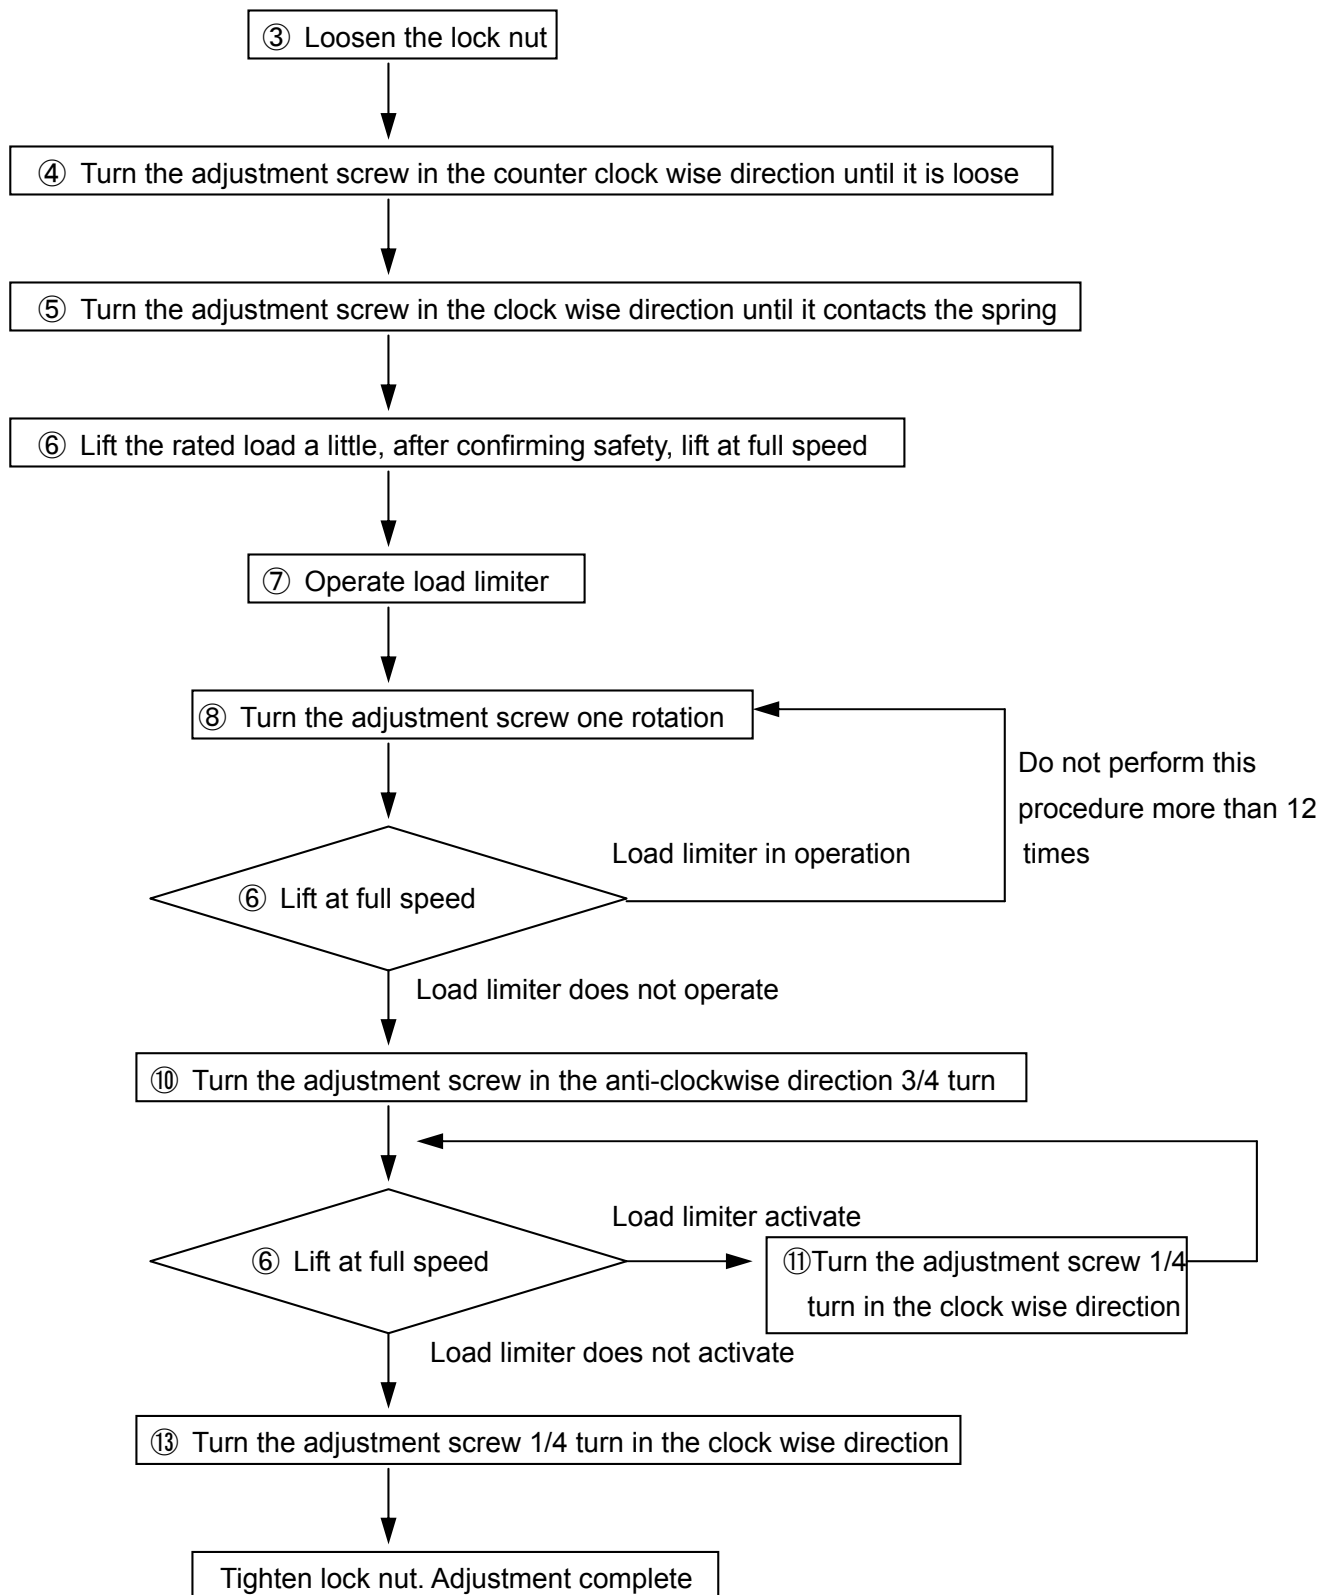 ③ Loosen the lock nut
④ Turn the adjustment screw in the counter clock wise direction until it is loose
⑤ Turn the adjustment screw in the clock wise direction until it contacts the spring
⑥ Lift the rated load a little, after confirming safety, lift at full speed
⑦ Operate load limiter
⑧ Turn the adjustment screw one rotation
Do not perform this
procedure more than 12
times
Load limiter in operation
⑥ Lift at full speed
Load limiter does not operate
⑩ Turn the adjustment screw in the anti-clockwise direction 3/4 turn
Load limiter activate
⑥ Lift at full speed
⑪Turn the adjustment screw 1/4
turn in the clock wise direction
Load limiter does not activate
⑬ Turn the adjustment screw 1/4 turn in the clock wise direction
Tighten lock nut. Adjustment complete